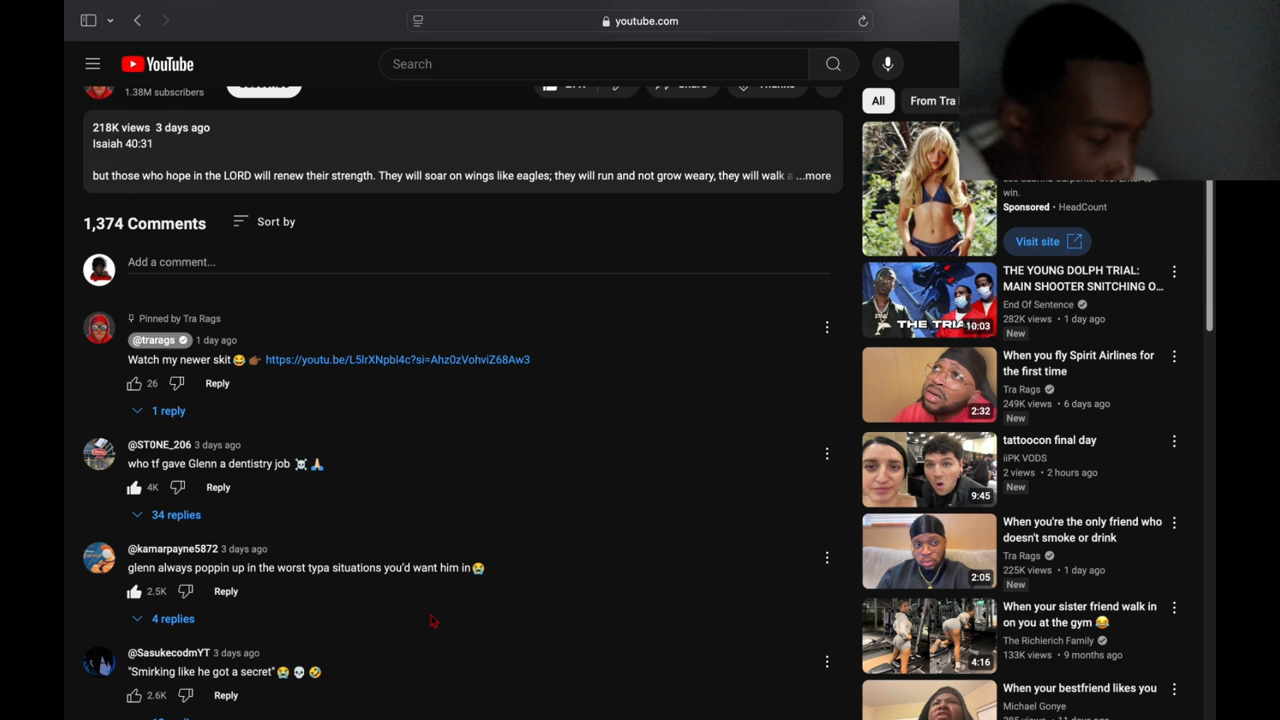 youtube.com
YouTube
Search
1.38M subscribers
Thanks
All
From Tra
218K views 3 days ago
Isaiah 40:31
but those who hope in the LORD will renew their strength. They will soar on wings like eagles; they will run and not grow weary, they will walk a ...more
1,374 Comments
Sort by
Add a comment...
Pinned by Tra Rags
@trarags 1 day ago
Watch my newer skit😂 👉🏾 https://youtu.be/L5lrXNpbl4c?si=Ahz0zVohviZ68Aw3
26 Reply
1 reply
@ST0NE_206 3 days ago
who tf gave Glenn a dentistry job ☠️ 🙏🏼
4K Reply
34 replies
@kamarpayne5872 3 days ago
glenn always poppin up in the worst typa situations you'd want him in😭
2.5K Reply
4 replies
@SasukecodmYT 3 days ago
"Smirking like he got a secret"😭 💀 🤣
2.6K Reply
win.
Sponsored • HeadCount
Visit site
THE YOUNG DOLPH TRIAL:
MAIN SHOOTER SNITCHING O...
End Of Sentence
282K views • 1 day ago
New
10:03
When you fly Spirit Airlines for
the first time
Tra Rags
249K views • 6 days ago
New
2:32
tattoocon final day
iiPK VODS
2 views • 2 hours ago
New
9:45
When you're the only friend who
doesn't smoke or drink
Tra Rags
225K views • 1 day ago
New
2:05
When your sister friend walk in
on you at the gym 😂
The Richierich Family
133K views • 9 months ago
4:16
When your bestfriend likes you
Michael Gonye